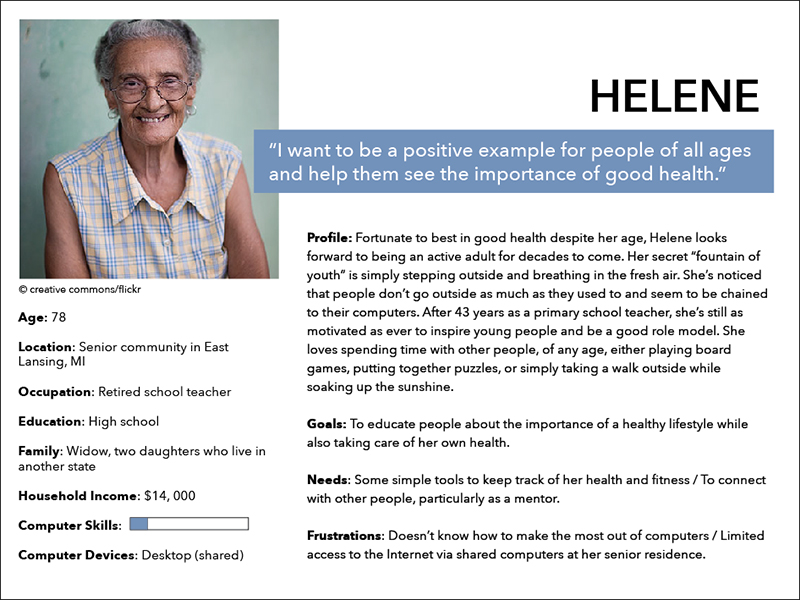 HELENE
“I want to be a positive example for people of all ages
and help them see the importance of good health.”
© creative commons/flickr
Age: 78
Location: Senior community in East
Lansing, MI
Occupation: Retired school teacher
Education: High school
Family: Widow, two daughters who live in
another state
Household Income: $14, 000
Computer Skills:
Computer Devices: Desktop (shared)
Profile: Fortunate to best in good health despite her age, Helene looks
forward to being an active adult for decades to come. Her secret “fountain of
youth” is simply stepping outside and breathing in the fresh air. She’s noticed
that people don’t go outside as much as they used to and seem to be chained
to their computers. After 43 years as a primary school teacher, she’s still as
motivated as ever to inspire young people and be a good role model. She
loves spending time with other people, of any age, either playing board
games, putting together puzzles, or simply taking a walk outside while
soaking up the sunshine.
Goals: To educate people about the importance of a healthy lifestyle while
also taking care of her own health.
Needs: Some simple tools to keep track of her health and fitness / To connect
with other people, particularly as a mentor.
Frustrations: Doesn’t know how to make the most out of computers / Limited
access to the Internet via shared computers at her senior residence.